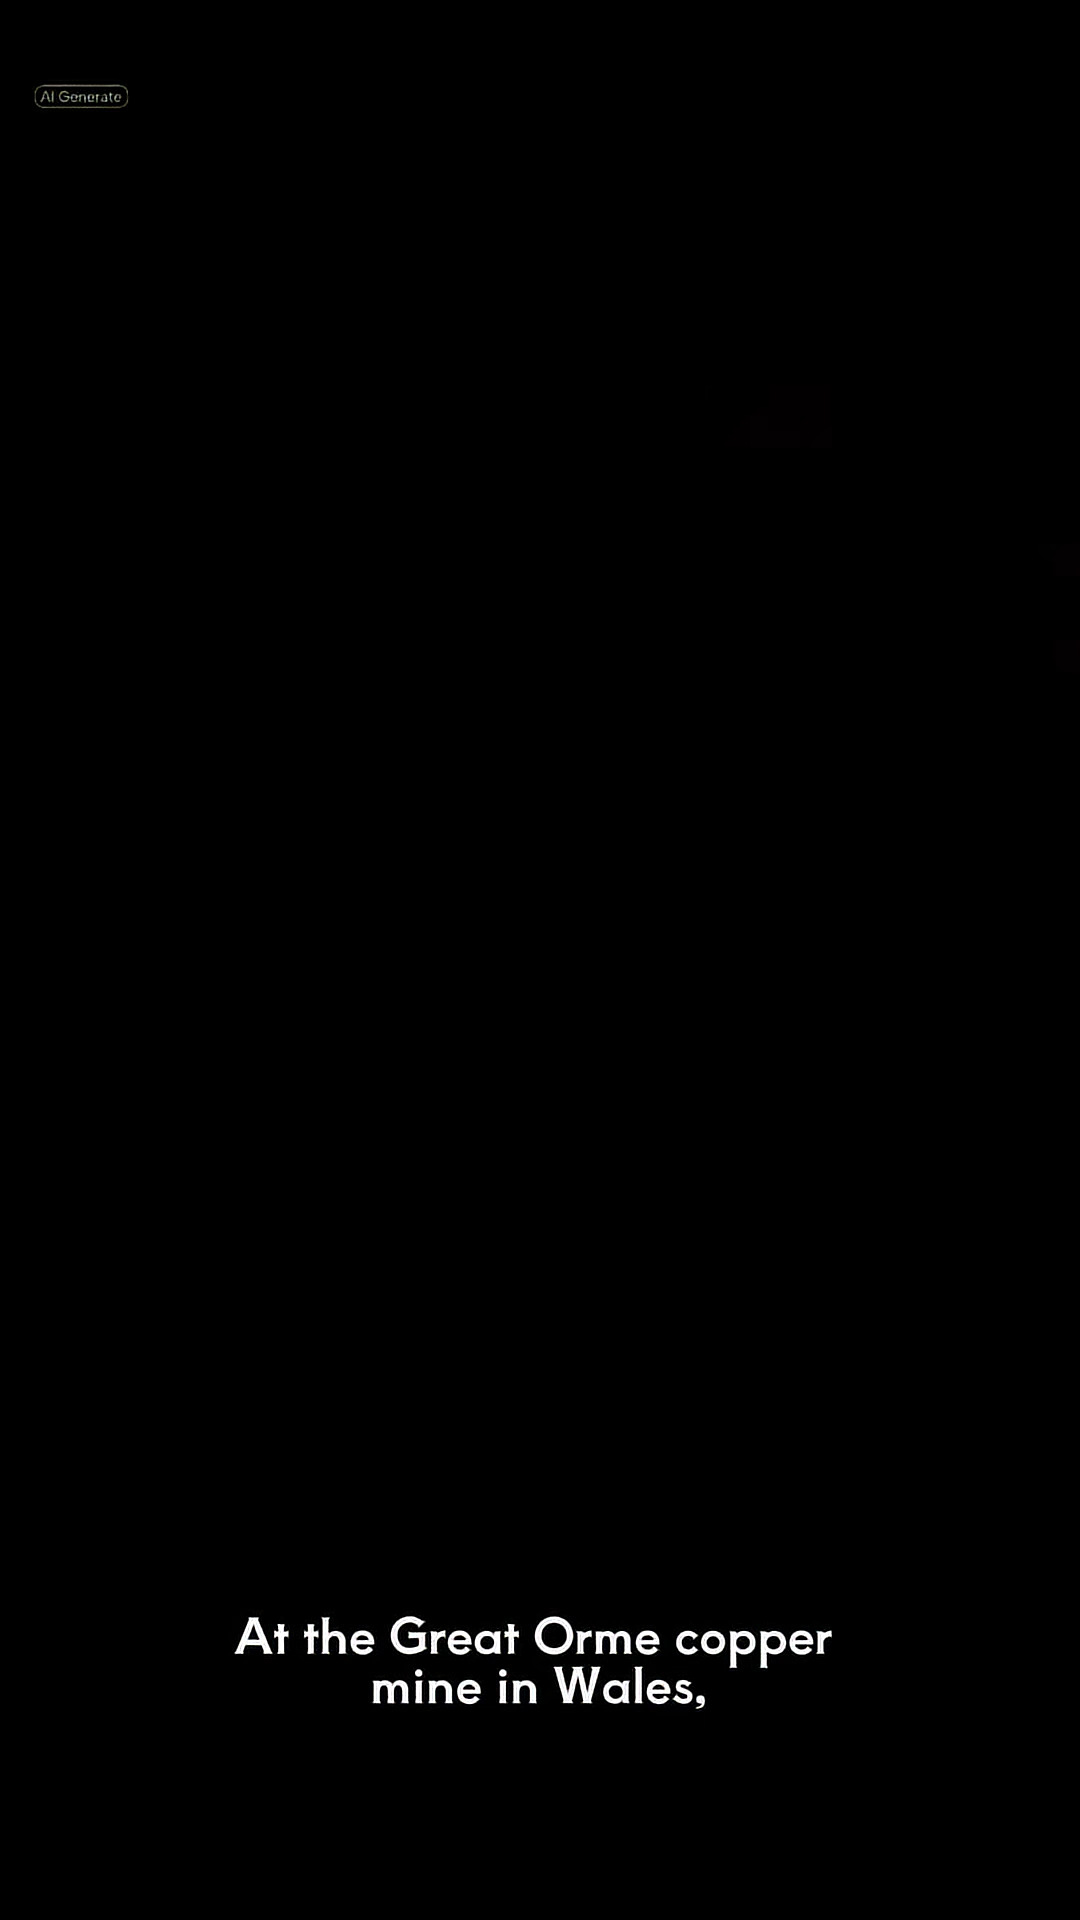 AI Generate
At the Great Orme copper
mine in Wales,